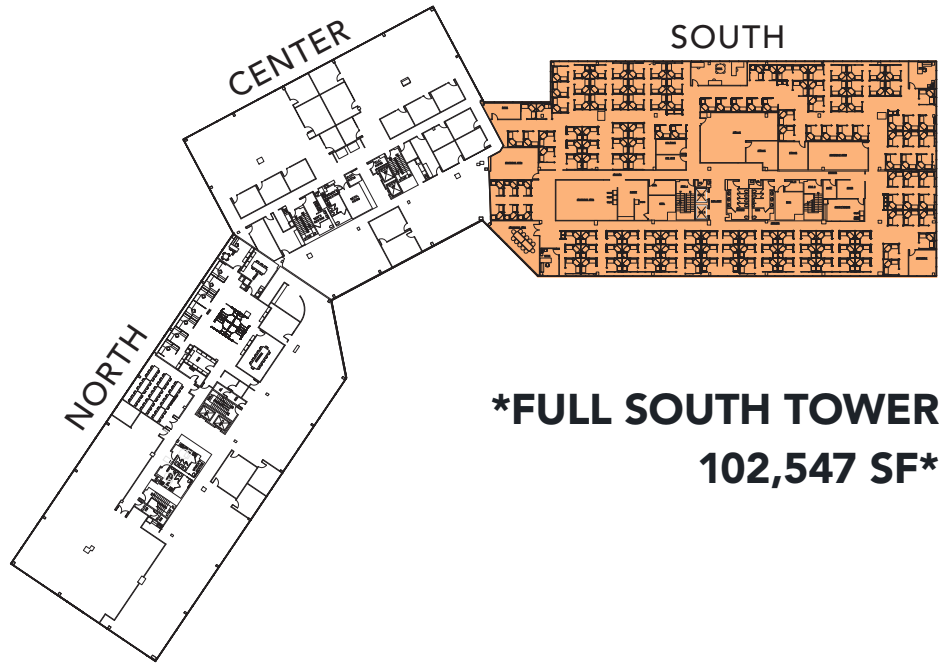 CENTER
SOUTH
NORTH
*FULL SOUTH TOWER
102,547 SF*